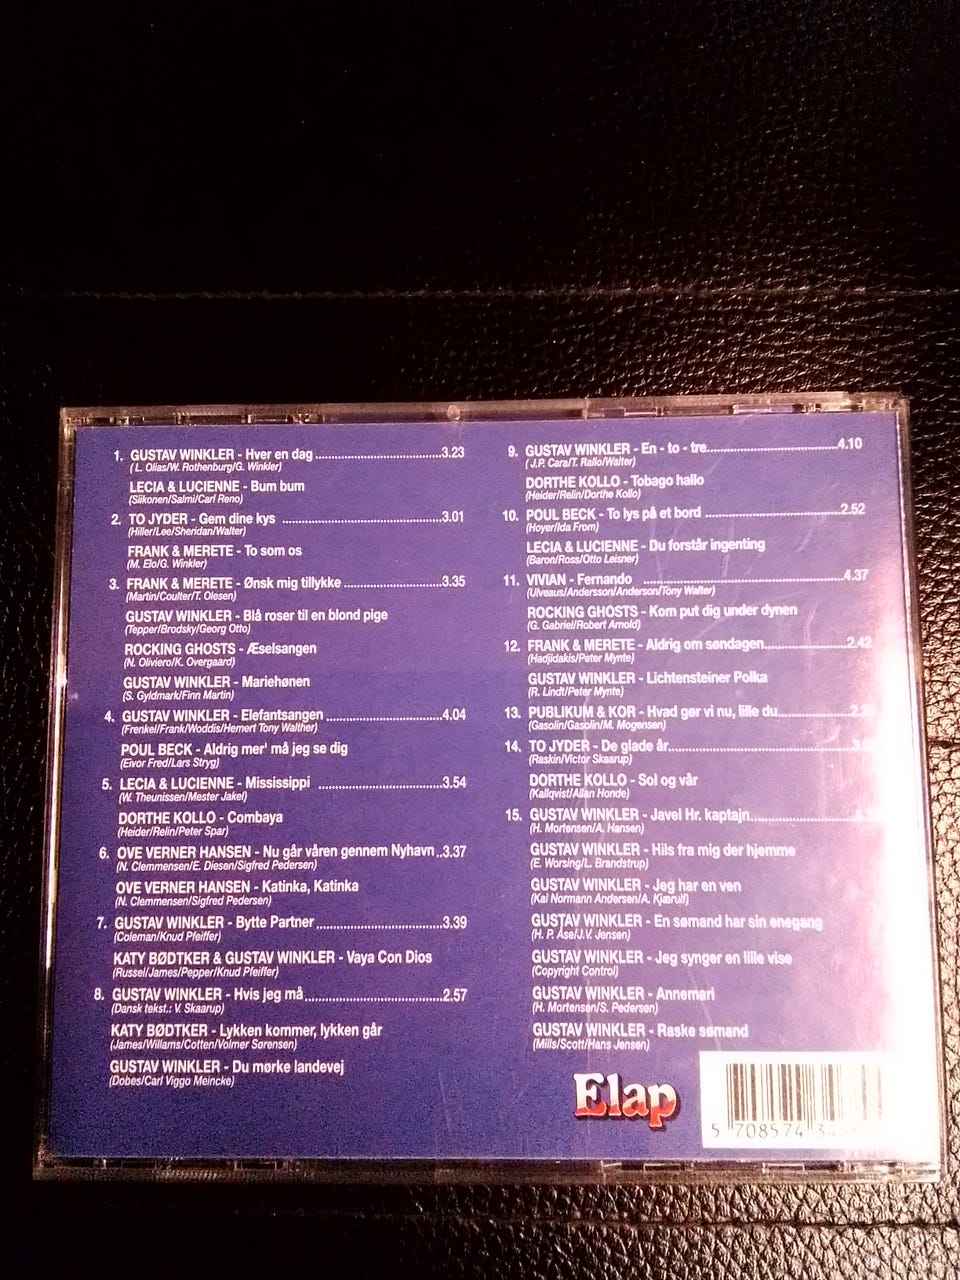 1. GUSTAV WINKLER - Hver en dag ........................................3.23
( L. Olias/W. Rothenburg/G. Winkler)
LECIA & LUCIENNE - Bum bum
(Siikonen/Salmi/Carl Reno)
2. TO JYDER - Gem dine kys ..................................................3.01
(Hiller/Lee/Sheridan/Walter)
FRANK & MERETE - To som os
(M. Elo/G. Winkler)
3. FRANK & MERETE - Ønsk mig tillykke ..............................3.35
(Martin/Coulter/T. Olesen)
GUSTAV WINKLER - Blå roser til en blond pige
(Tepper/Brodsky/Georg Otto)
ROCKING GHOSTS - Æselsangen
(N. Oliviero/K. Overgaard)
GUSTAV WINKLER - Mariehønen
(S. Gyldmark/Finn Martin)
4. GUSTAV WINKLER - Elefantsangen ....................................4.04
(Frenkel/Frank/Woddis/Hemert Tony Walther)
POUL BECK - Aldrig mer' må jeg se dig
(Eivor Fred/Lars Stryg)
5. LECIA & LUCIENNE - Mississippi ......................................3.54
(W. Theunissen/Mester Jakel)
DORTHE KOLLO - Combaya
(Heider/Relin/Peter Spar)
6. OVE VERNER HANSEN - Nu går våren gennem Nyhavn ..3.37
(N. Clemmensen/E. Diesen/Sigfred Pedersen)
OVE VERNER HANSEN - Katinka, Katinka
(N. Clemmensen/Sigfred Pedersen)
7. GUSTAV WINKLER - Bytte Partner ......................................3.39
(Coleman/Knud Pfeiffer)
KATY BØDTKER & GUSTAV WINKLER - Vaya Con Dios
(Russel/James/Pepper/Knud Pfeiffer)
8. GUSTAV WINKLER - Hvis jeg må........................................2.57
(Dansk tekst.: V. Skaarup)
KATY BØDTKER - Lykken kommer, lykken går
(James/Willams/Cotten/Volmer Sørensen)
GUSTAV WINKLER - Du mørke landevej
(Dobes/Carl Viggo Meincke)
9. GUSTAV WINKLER - En - to - tre.......................................4.10
( J.P. Cara/T. Rallo/Walter)
DORTHE KOLLO - Tobago hallo
(Heider/Relin/Dorthe Kollo)
10. POUL BECK - To lys på et bord ........................................2.52
(Hoyer/Ida From)
LECIA & LUCIENNE - Du forstår ingenting
(Baron/Ross/Otto Leisner)
11. VIVIAN - Fernando ............................................................4.37
(Ulveaus/Andersson/Anderson/Tony Walter)
ROCKING GHOSTS - Kom put dig under dynen
(G. Gabriel/Robert Arnold)
12. FRANK & MERETE - Aldrig om søndagen.........................2.42
(Hadjidakis/Peter Mynte)
GUSTAV WINKLER - Lichtensteiner Polka
(R. Lindt/Peter Mynte)
13. PUBLIKUM & KOR - Hvad gør vi nu, lille du
(Gasolin/Gasolin/M. Mogensen)
14. TO JYDER - De glade år
(Raskin/Victor Skaarup)
DORTHE KOLLO - Sol og vår
(Kallqvist/Allan Honde)
15. GUSTAV WINKLER - Javel Hr. kaptajn
(H. Mortensen/A. Hansen)
GUSTAV WINKLER - Hils fra mig der hjemme
(E. Worsing/L. Brandstrup)
GUSTAV WINKLER - Jeg har en ven
(Kai Normann Andersen/A. Kjærulf)
GUSTAV WINKLER - En sømand har sin enegang
(H. P. Åse/J.V. Jensen)
GUSTAV WINKLER - Jeg synger en lille vise
(Copyright Control)
GUSTAV WINKLER - Annemari
(H. Mortensen/S. Pedersen)
GUSTAV WINKLER - Raske sømand
(Mills/Scott/Hans Jensen)
Elap
5 708574